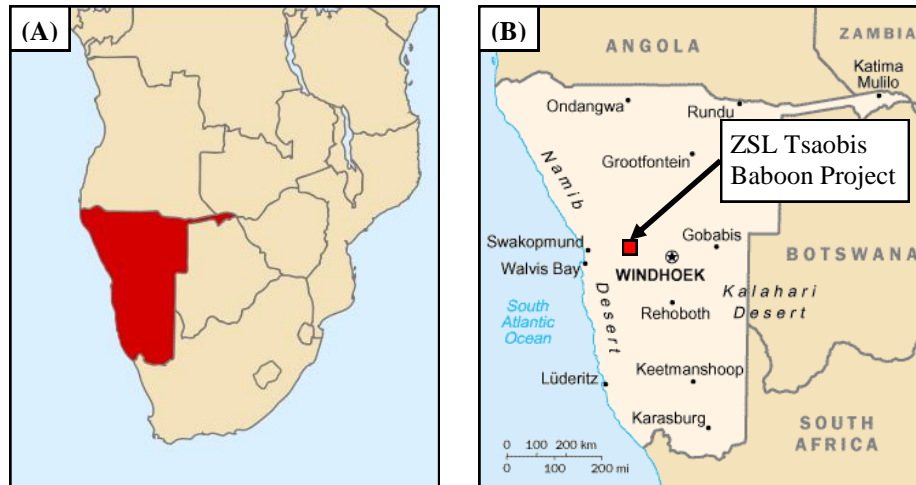 (A)
(B)
ANGOLA
ZAMBIA
Katima
Mulilo
Ondangwa
Rundu
ZSL Tsaobis
Baboon Project
Grootfontein
Namib
Desert
Swakopmund
Walvis Bay
Gobabis
BOTSWANA
WINDHOEK
Kalahari
Desert
South
Atlantic
Ocean
Rehoboth
Lüderitz
Keetmanshoop
Karasburg
SOUTH
AFRICA
0 100 200 km
0 100 200 mi